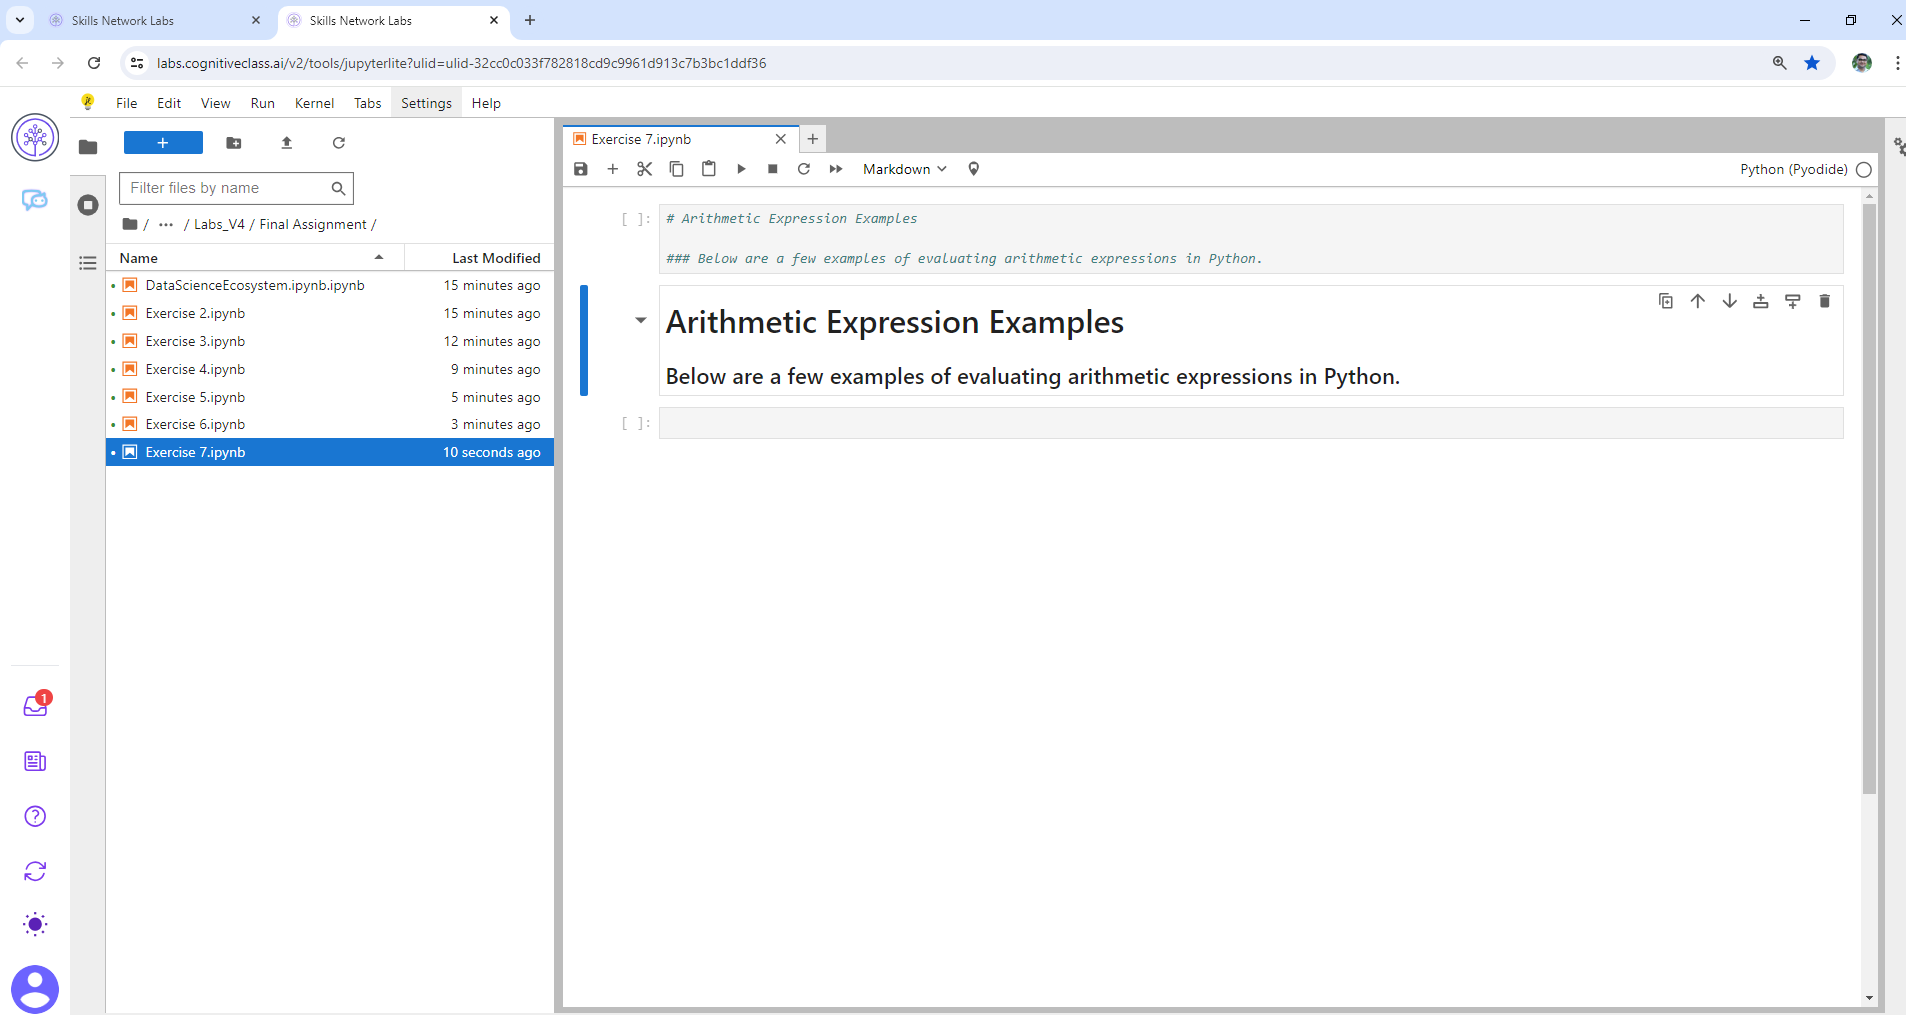 Skills Network Labs
Skills Network Labs
labs.cognitiveclass.ai/v2/tools/jupyterlite?ulid=ulid-32cc0c033f782818cd9c9961d913c7b3bc1ddf36
File Edit View Run Kernel Tabs Settings Help
Filter files by name
/ ··· / Labs_V4 / Final Assignment /
Name Last Modified
DataScienceEcosystem.ipynb.ipynb 15 minutes ago
Exercise 2.ipynb 15 minutes ago
Exercise 3.ipynb 12 minutes ago
Exercise 4.ipynb 9 minutes ago
Exercise 5.ipynb 5 minutes ago
Exercise 6.ipynb 3 minutes ago
Exercise 7.ipynb 10 seconds ago
1
Exercise 7.ipynb
Markdown Python (Pyodide)
[ ]: # Arithmetic Expression Examples
### Below are a few examples of evaluating arithmetic expressions in Python.
Arithmetic Expression Examples
Below are a few examples of evaluating arithmetic expressions in Python.
[ ]: